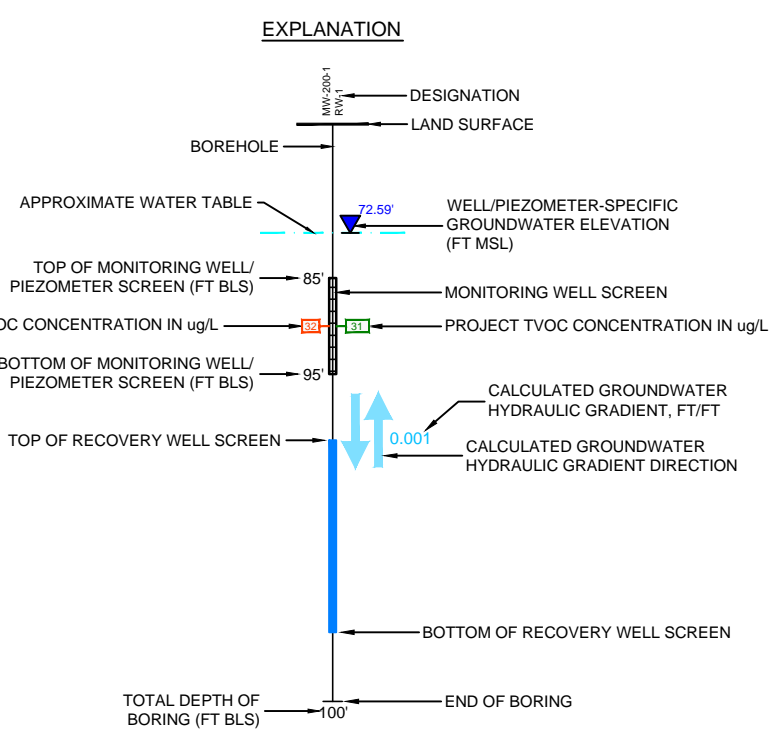 EXPLANATION
MW-200-1
RW-1
DESIGNATION
LAND SURFACE
BOREHOLE
APPROXIMATE WATER TABLE
72.59'
WELL/PIEZOMETER-SPECIFIC
GROUNDWATER ELEVATION
(FT MSL)
TOP OF MONITORING WELL/
PIEZOMETER SCREEN (FT BLS)
85'
MONITORING WELL SCREEN
OC CONCENTRATION IN ug/L
32
31
PROJECT TVOC CONCENTRATION IN ug/L
BOTTOM OF MONITORING WELL/
PIEZOMETER SCREEN (FT BLS)
95'
CALCULATED GROUNDWATER
HYDRAULIC GRADIENT, FT/FT
0.001
TOP OF RECOVERY WELL SCREEN
CALCULATED GROUNDWATER
HYDRAULIC GRADIENT DIRECTION
BOTTOM OF RECOVERY WELL SCREEN
TOTAL DEPTH OF
BORING (FT BLS)
100'
END OF BORING